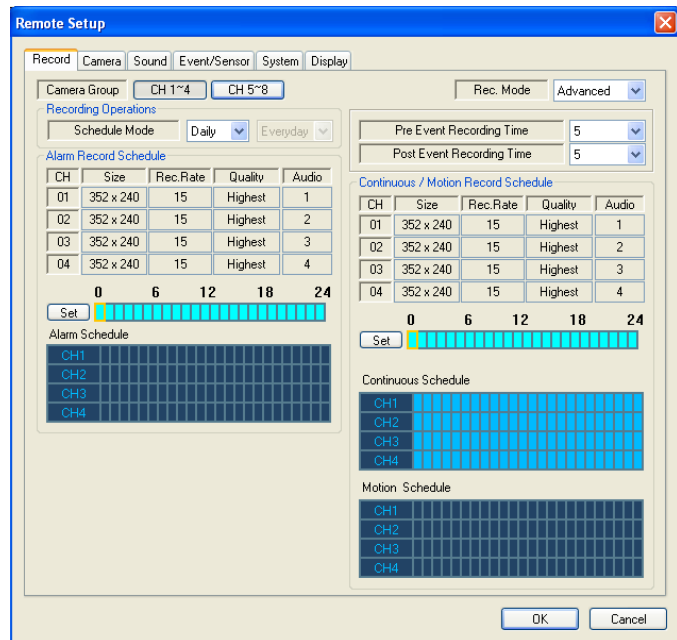 Remote Setup
Record Camera Sound Event/Sensor System Display
Camera Group CH 1~4 CH 5~8 Rec. Mode Advanced
Recording Operations
Schedule Mode Daily Everyday
Pre Event Recording Time 5
Post Event Recording Time 5
Alarm Record Schedule
CH Size Rec.Rate Quality Audio
01 352 x 240 15 Highest 1
02 352 x 240 15 Highest 2
03 352 x 240 15 Highest 3
04 352 x 240 15 Highest 4
0 6 12 18 24
Set
Alarm Schedule
CH1
CH2
CH3
CH4
Continuous / Motion Record Schedule
CH Size Rec.Rate Quality Audio
01 352 x 240 15 Highest 1
02 352 x 240 15 Highest 2
03 352 x 240 15 Highest 3
04 352 x 240 15 Highest 4
0 6 12 18 24
Set
Continuous Schedule
CH1
CH2
CH3
CH4
Motion Schedule
CH1
CH2
CH3
CH4
OK Cancel